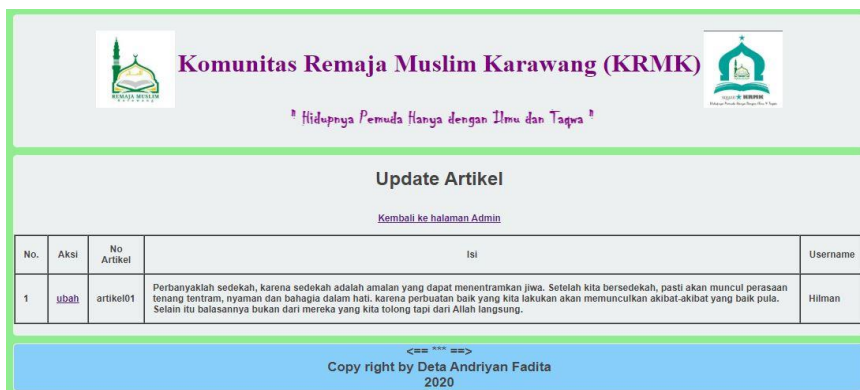 Komunitas Remaja Muslim Karawang (KRMK)
REMAJA MUSLIM
Karawang
KRMK
" Hidupnya Pemuda Hanya dengan Ilmu dan Taqwa "
Update Artikel
Kembali ke halaman Admin
No. Aksi No Artikel Isi Username
1 ubah artikel01 Perbanyaklah sedekah, karena sedekah adalah amalan yang dapat menentramkan jiwa. Setelah kita bersedekah, pasti akan muncul perasaan
tenang tentram, nyaman dan bahagia dalam hati. karena perbuatan baik yang kita lakukan akan memunculkan akibat-akibat yang baik pula.
Selain itu balasannya bukan dari mereka yang kita tolong tapi dari Allah langsung. Hilman
<== *** ==>
Copy right by Deta Andriyan Fadita
2020